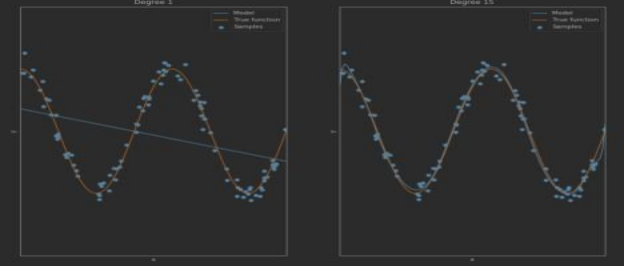 Degree 1
Model
True function
Samples
y
x
Degree 15
Model
True function
Samples
y
x